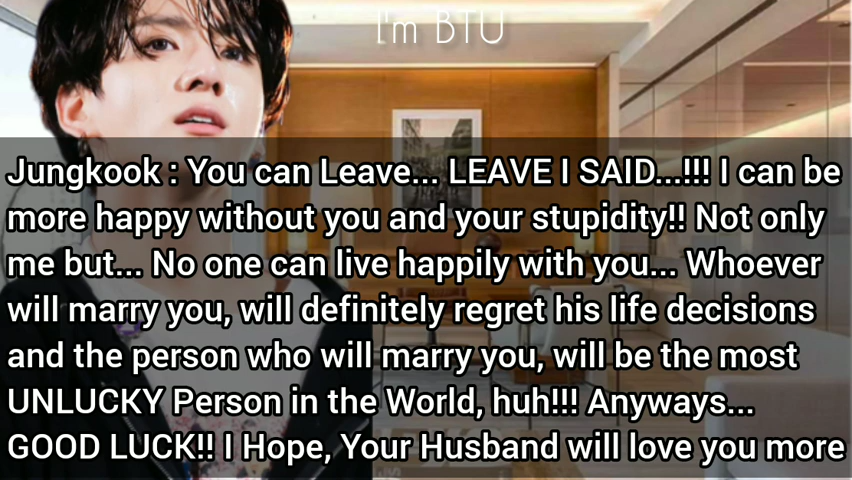 I'm BTU
Jungkook : You can Leave... LEAVE I SAID...!!! I can be
more happy without you and your stupidity!! Not only
me but... No one can live happily with you... Whoever
will marry you, will definitely regret his life decisions
and the person who will marry you, will be the most
UNLUCKY Person in the World, huh!!! Anyways...
GOOD LUCK!! I Hope, Your Husband will love you more